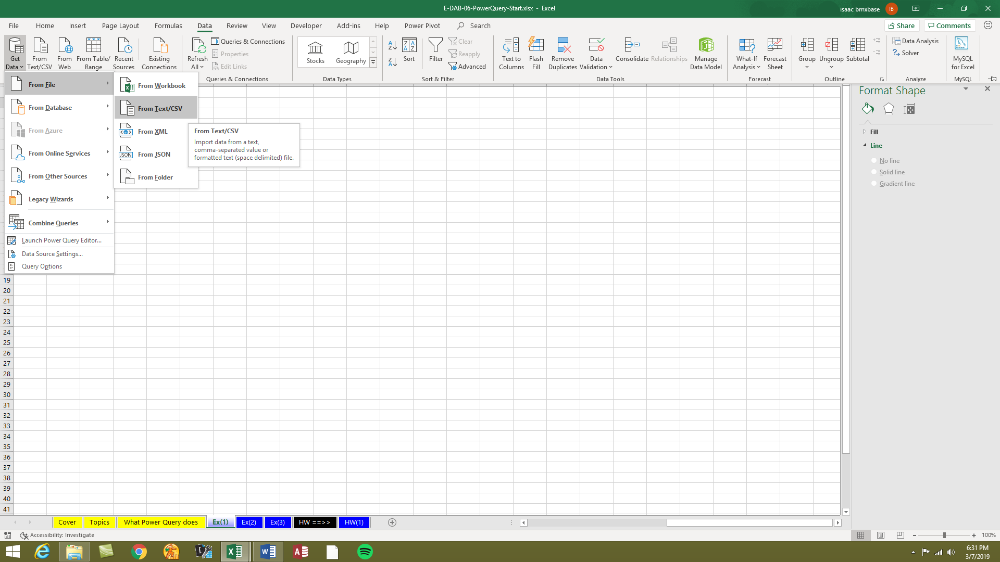 E-DAB-06-PowerQuery-Start.xlsx - Excel
isaac bmxbase
IB
File Home Insert Page Layout Formulas Data Review View Developer Add-ins Help Power Pivot Search
Share Comments
Get Data
From Text/CSV
From Web
From Table/ Range
Recent Sources
Existing Connections
Refresh All
Queries & Connections
Properties
Edit Links
Queries & Connections
Stocks
Geography
Data Types
Sort
Filter
Clear
Reapply
Advanced
Sort & Filter
Text to Columns
Flash Fill
Remove Duplicates
Data Validation
Consolidate
Relationships
Manage Data Model
Data Tools
What-If Analysis
Forecast Sheet
Forecast
Group
Ungroup
Subtotal
Outline
Data Analysis
Solver
Analyze
MySQL for Excel
MySQL
From File
From Database
From Azure
From Online Services
From Other Sources
Legacy Wizards
Combine Queries
Launch Power Query Editor...
Data Source Settings...
Query Options
From Workbook
From Text/CSV
From XML
JSON
From JSON
From Folder
From Text/CSV
Import data from a text,
comma-separated value or
formatted text (space delimited) file.
Format Shape
Fill
Line
No line
Solid line
Gradient line
19
20
21
22
23
24
25
26
27
28
29
30
31
32
33
34
35
36
37
38
39
40
41
Cover Topics What Power Query does Ex(1) Ex(2) Ex(3) HW ==>> HW(1)
Accessibility: Investigate
100%
6:31 PM
3/7/2019